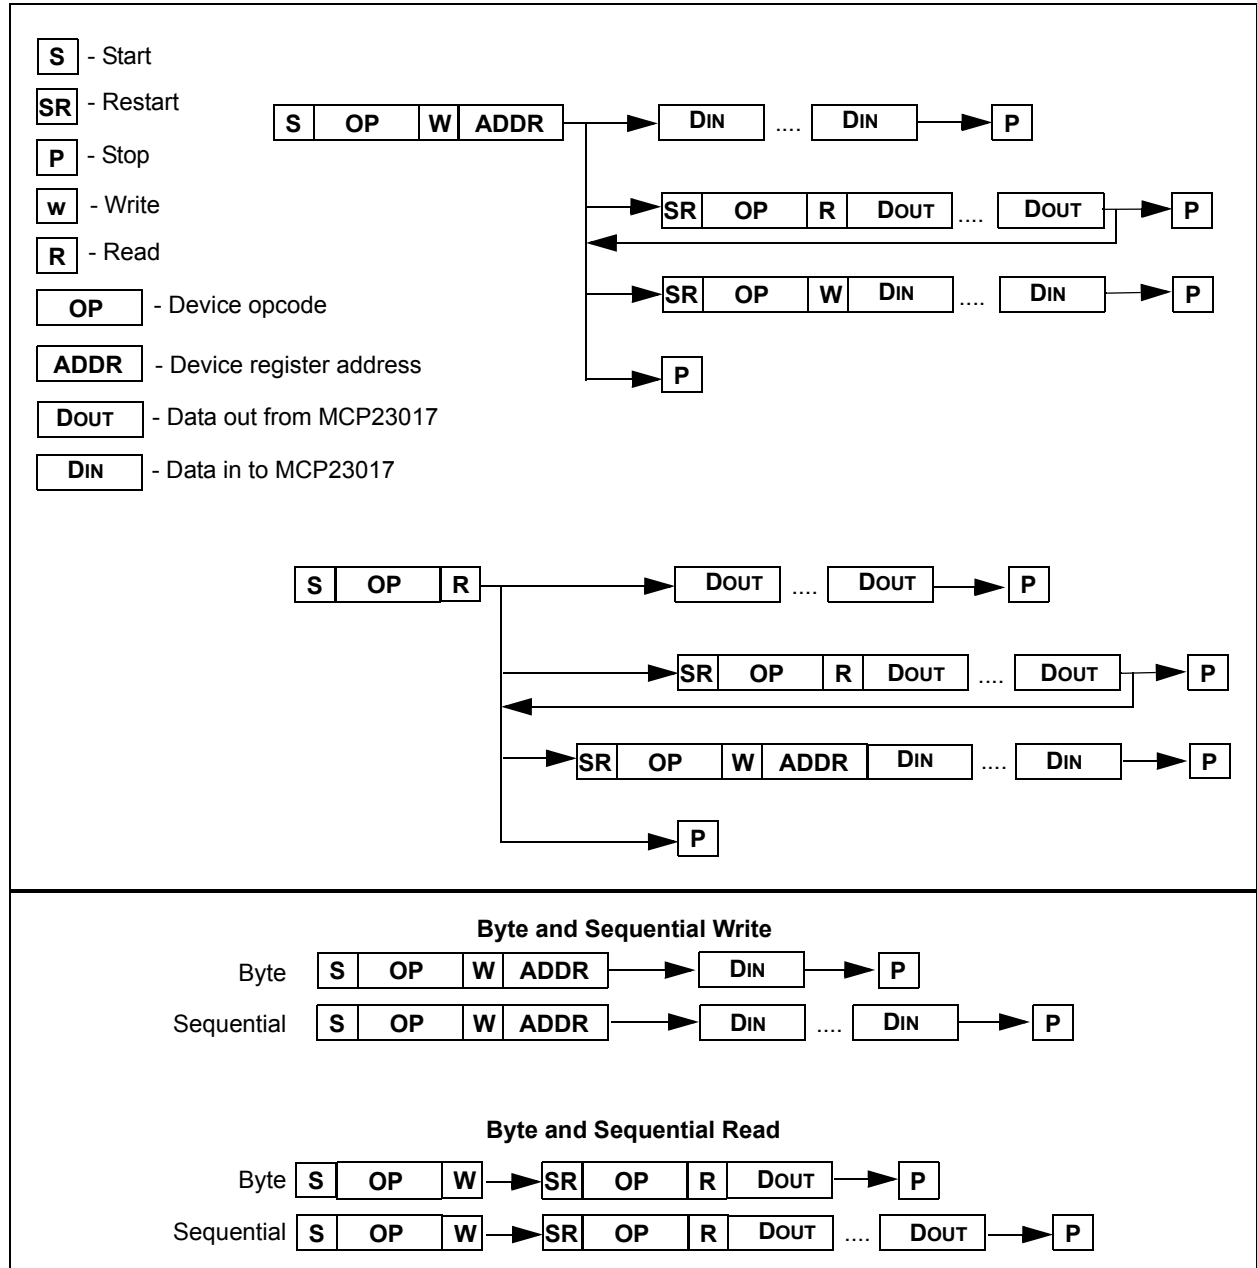 S - Start
SR - Restart
P - Stop
w - Write
R - Read
OP - Device opcode
ADDR - Device register address
DOUT - Data out from MCP23017
DIN - Data in to MCP23017
S OP W ADDR DIN .... DIN P
SR OP R DOUT .... DOUT P
SR OP W DIN .... DIN P
P
S OP R DOUT .... DOUT P
SR OP R DOUT .... DOUT P
SR OP W ADDR DIN .... DIN P
P
Byte and Sequential Write
Byte S OP W ADDR DIN P
Sequential S OP W ADDR DIN .... DIN P
Byte and Sequential Read
Byte S OP W SR OP R DOUT P
Sequential S OP W SR OP R DOUT .... DOUT P